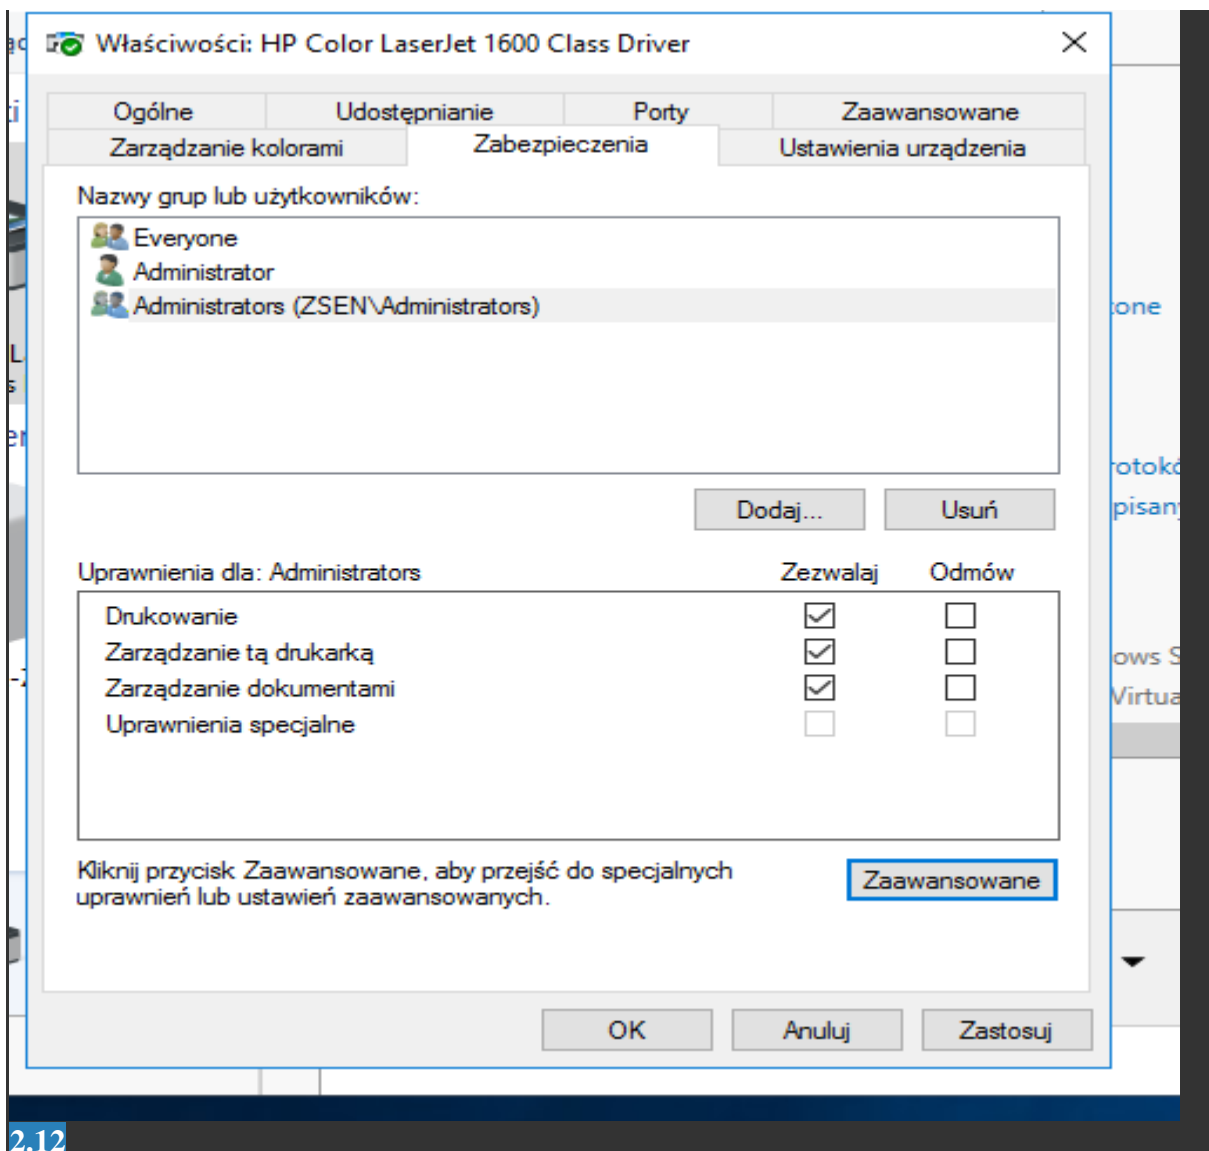 Właściwości: HP Color LaserJet 1600 Class Driver
Ogólne Udostępnianie Porty Zaawansowane
Zarządzanie kolorami Zabezpieczenia Ustawienia urządzenia
Nazwy grup lub użytkowników:
Everyone
Administrator
Administrators (ZSEN\Administrators)
Dodaj... Usuń
Uprawnienia dla: Administrators Zezwalaj Odmów
Drukowanie
Zarządzanie tą drukarką
Zarządzanie dokumentami
Uprawnienia specjalne
Kliknij przycisk Zaawansowane, aby przejść do specjalnych
uprawnień lub ustawień zaawansowanych.
Zaawansowane
OK Anuluj Zastosuj
2.12